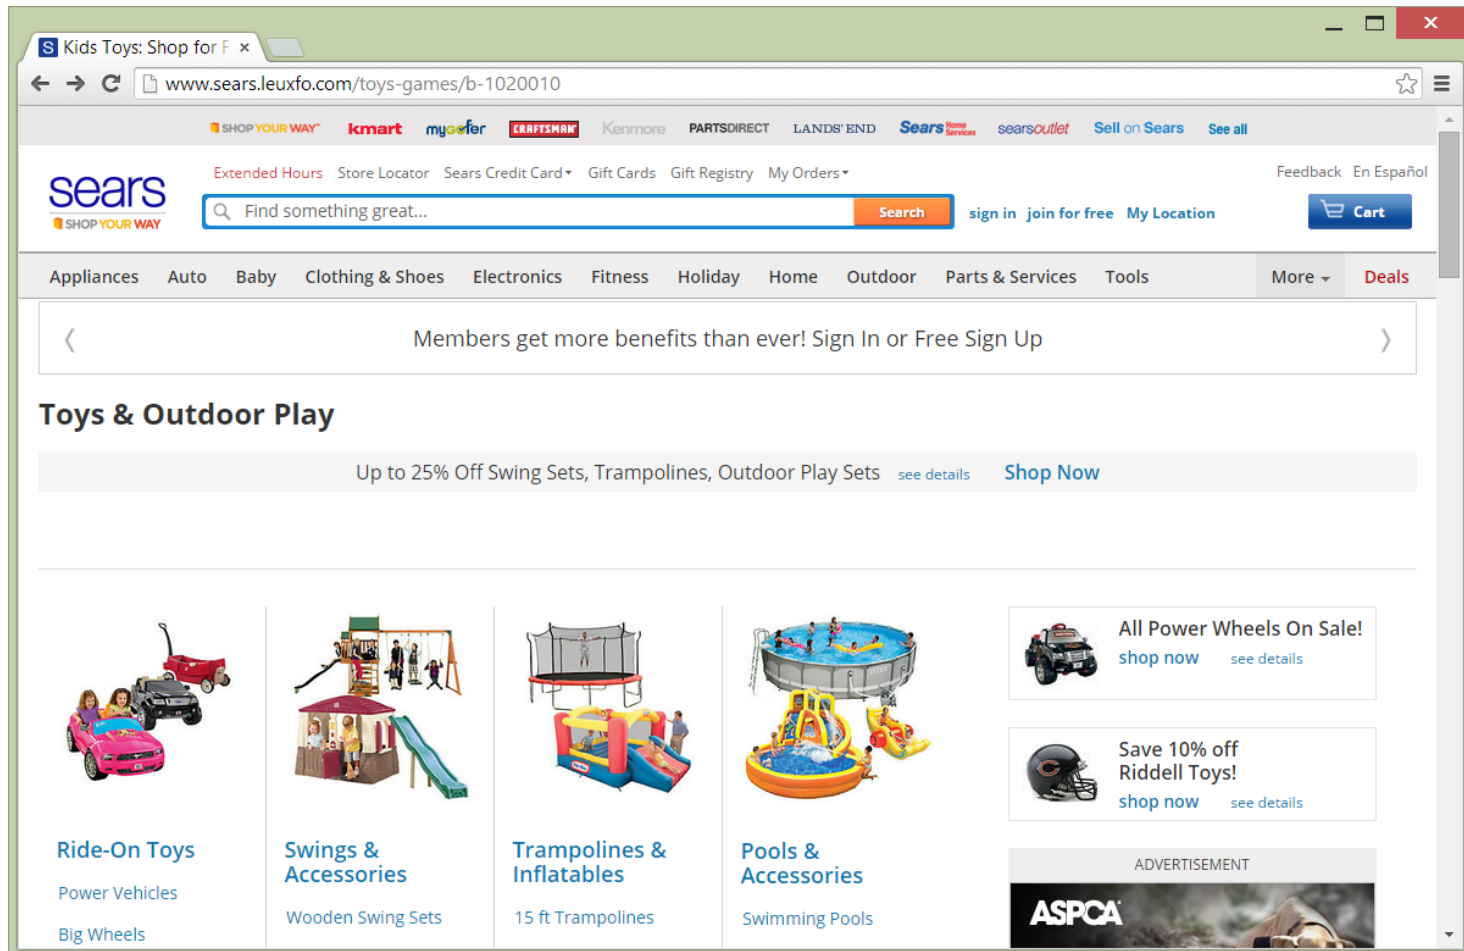 S Kids Toys: Shop for F ×
www.sears.leuxfo.com/toys-games/b-1020010
SHOP YOUR WAY kmart mygofer CRAFTSMAN Kenmore PARTSDIRECT LANDS' END Sears Home Services searsoutlet Sell on Sears See all
Extended Hours Store Locator Sears Credit Card Gift Cards Gift Registry My Orders Feedback En Español
sears
SHOP YOUR WAY
Find something great... Search sign in join for free My Location Cart
Appliances Auto Baby Clothing & Shoes Electronics Fitness Holiday Home Outdoor Parts & Services Tools More Deals
Members get more benefits than ever! Sign In or Free Sign Up
Toys & Outdoor Play
Up to 25% Off Swing Sets, Trampolines, Outdoor Play Sets see details Shop Now
All Power Wheels On Sale!
shop now see details
Save 10% off
Riddell Toys!
shop now see details
Ride-On Toys
Power Vehicles
Big Wheels
Swings &
Accessories
Wooden Swing Sets
Trampolines &
Inflatables
15 ft Trampolines
Pools &
Accessories
Swimming Pools
ADVERTISEMENT
ASPCA